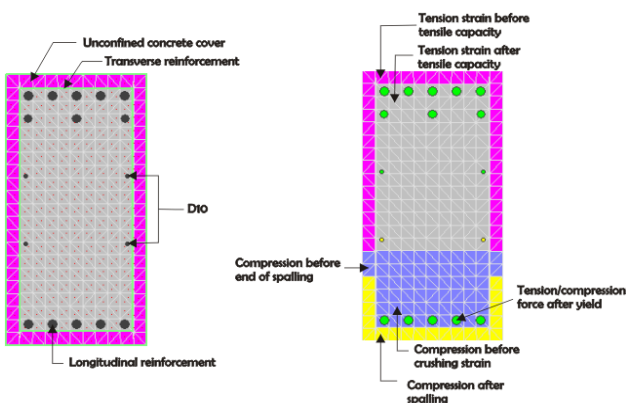 Unconfined concrete cover
Transverse reinforcement
D10
Longitudinal reinforcement
Tension strain before
tensile capacity
Tension strain after
tensile capacity
Compression before
end of spalling
Tension/compression
force after yield
Compression before
crushing strain
Compression after
spalling